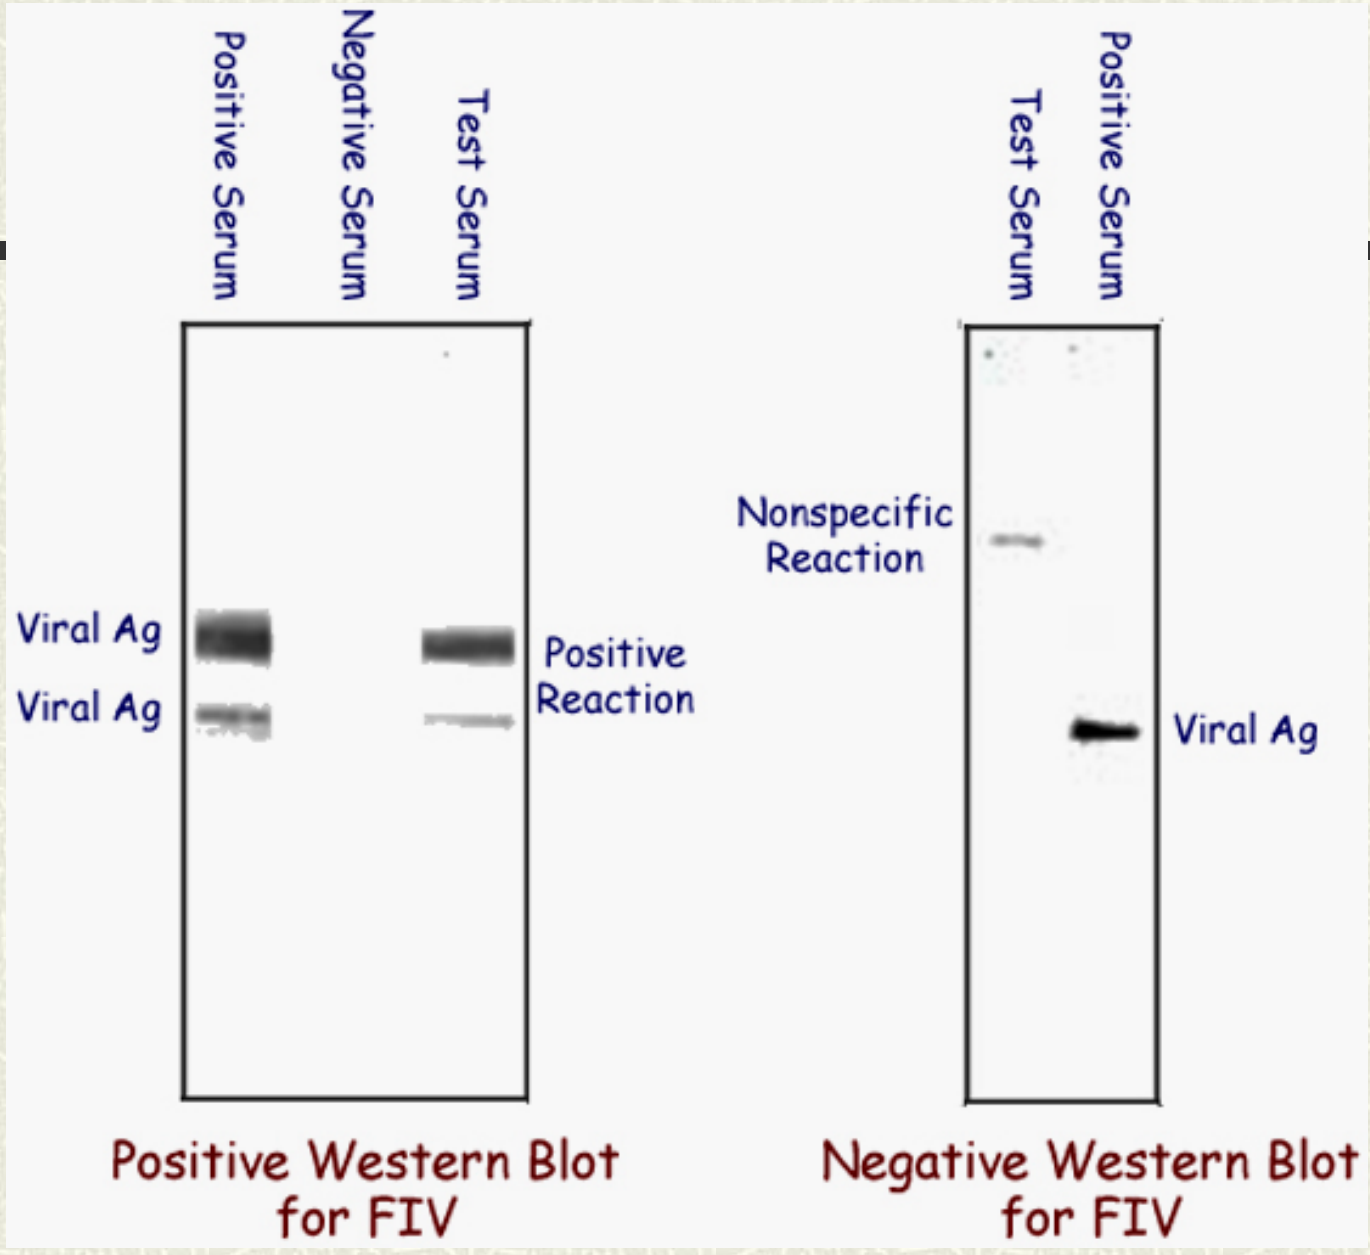 Positive Serum
Negative Serum
Test Serum
Viral Ag
Viral Ag
Positive
Reaction
Positive Western Blot
for FIV
Test Serum
Positive Serum
Nonspecific
Reaction
Viral Ag
Negative Western Blot
for FIV